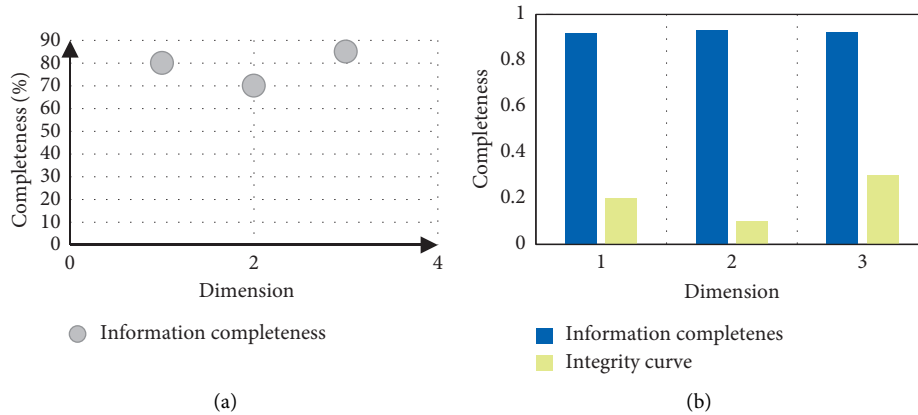 90
80
70
60
50
40
30
20
10
0
Completeness (%)
0 2 4
Dimension
Information completeness
(a)
1
0.8
0.6
0.4
0.2
0
Completeness
1 2 3
Dimension
Information completenes
Integrity curve
(b)